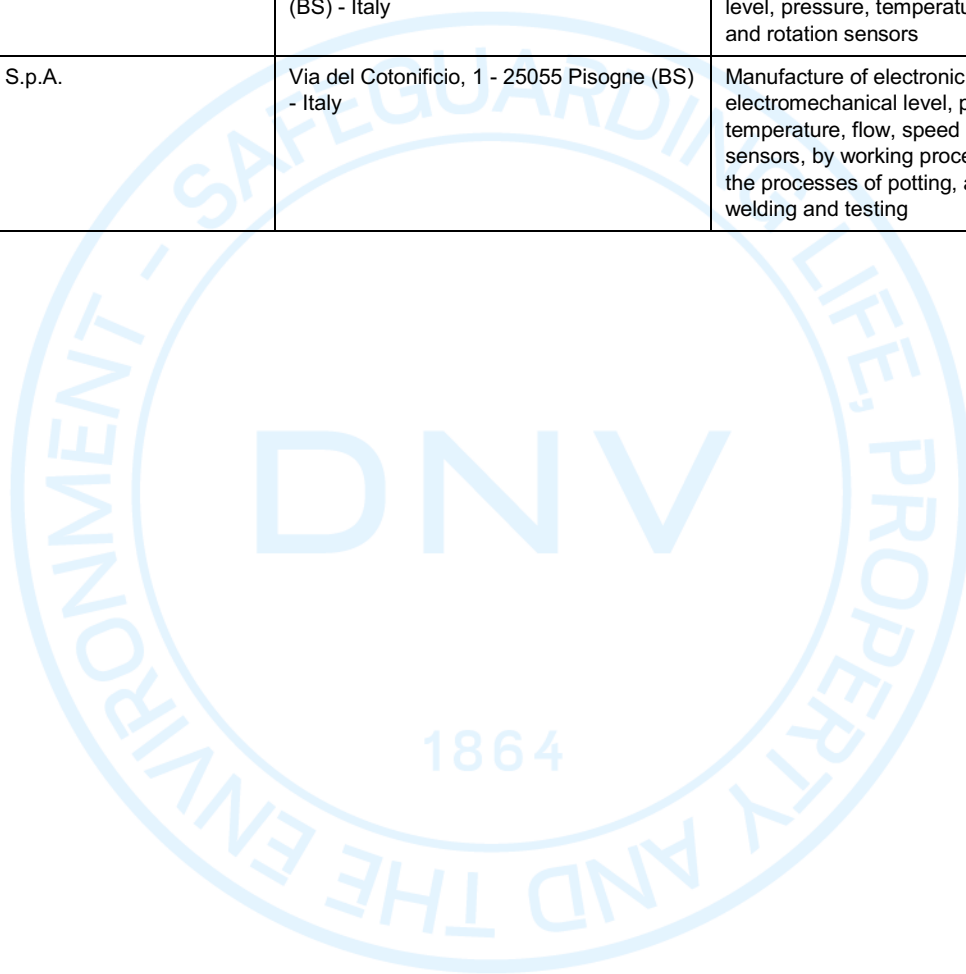 (BS) - Italy
level, pressure, temperatu
and rotation sensors
S.p.A.
Via del Cotonificio, 1 - 25055 Pisogne (BS)
- Italy
Manufacture of electronic
electromechanical level, p
temperature, flow, speed
sensors, by working proce
the processes of potting, a
welding and testing
SAFEGUARDING LIFE, PROPERTY AND THE ENVIRONMENT -
DNV
1864